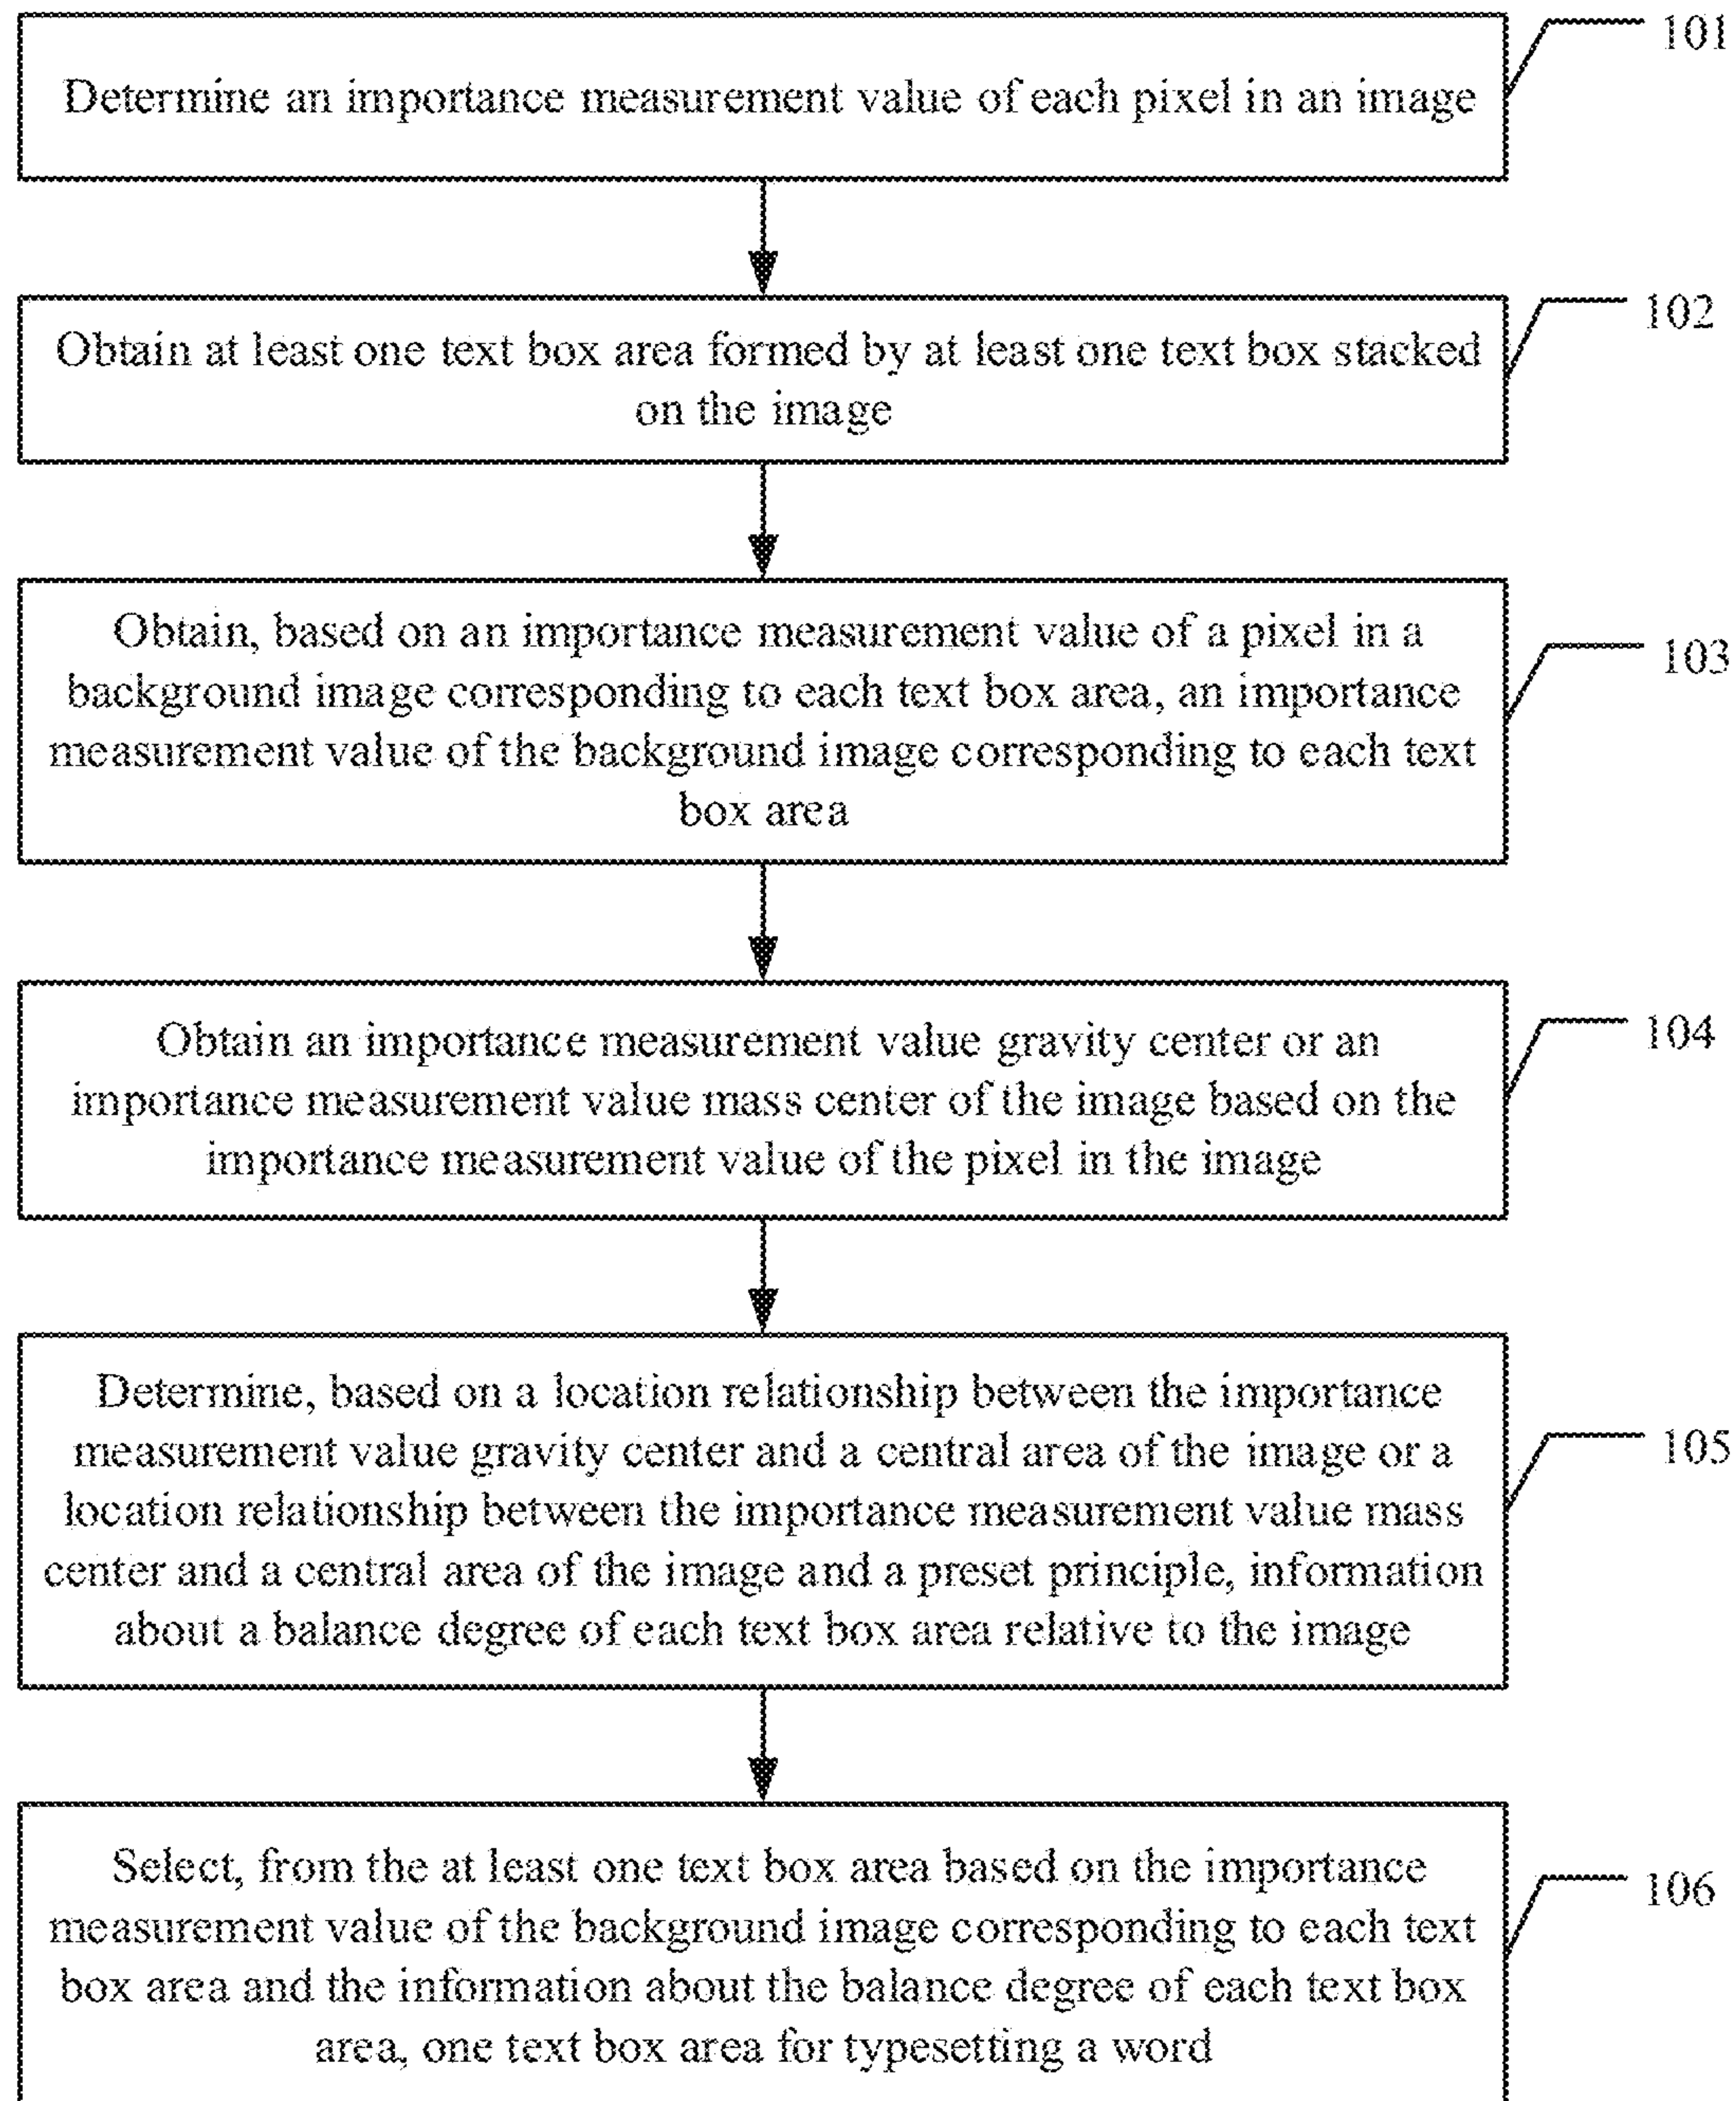 101
Determine an importance measurement value of each pixel in an image
102
Obtain at least one text box area formed by at least one text box stacked
on the image
103
Obtain, based on an importance measurement value of a pixel in a
background image corresponding to each text box area, an importance
measurement value of the background image corresponding to each text
box area
104
Obtain an importance measurement value gravity center or an
importance measurement value mass center of the image based on the
importance measurement value of the pixel in the image
105
Determine, based on a location relationship between the importance
measurement value gravity center and a central area of the image or a
location relationship between the importance measurement value mass
center and a central area of the image and a preset principle, information
about a balance degree of each text box area relative to the image
106
Select, from the at least one text box area based on the importance
measurement value of the background image corresponding to each text
box area and the information about the balance degree of each text box
area, one text box area for typesetting a word